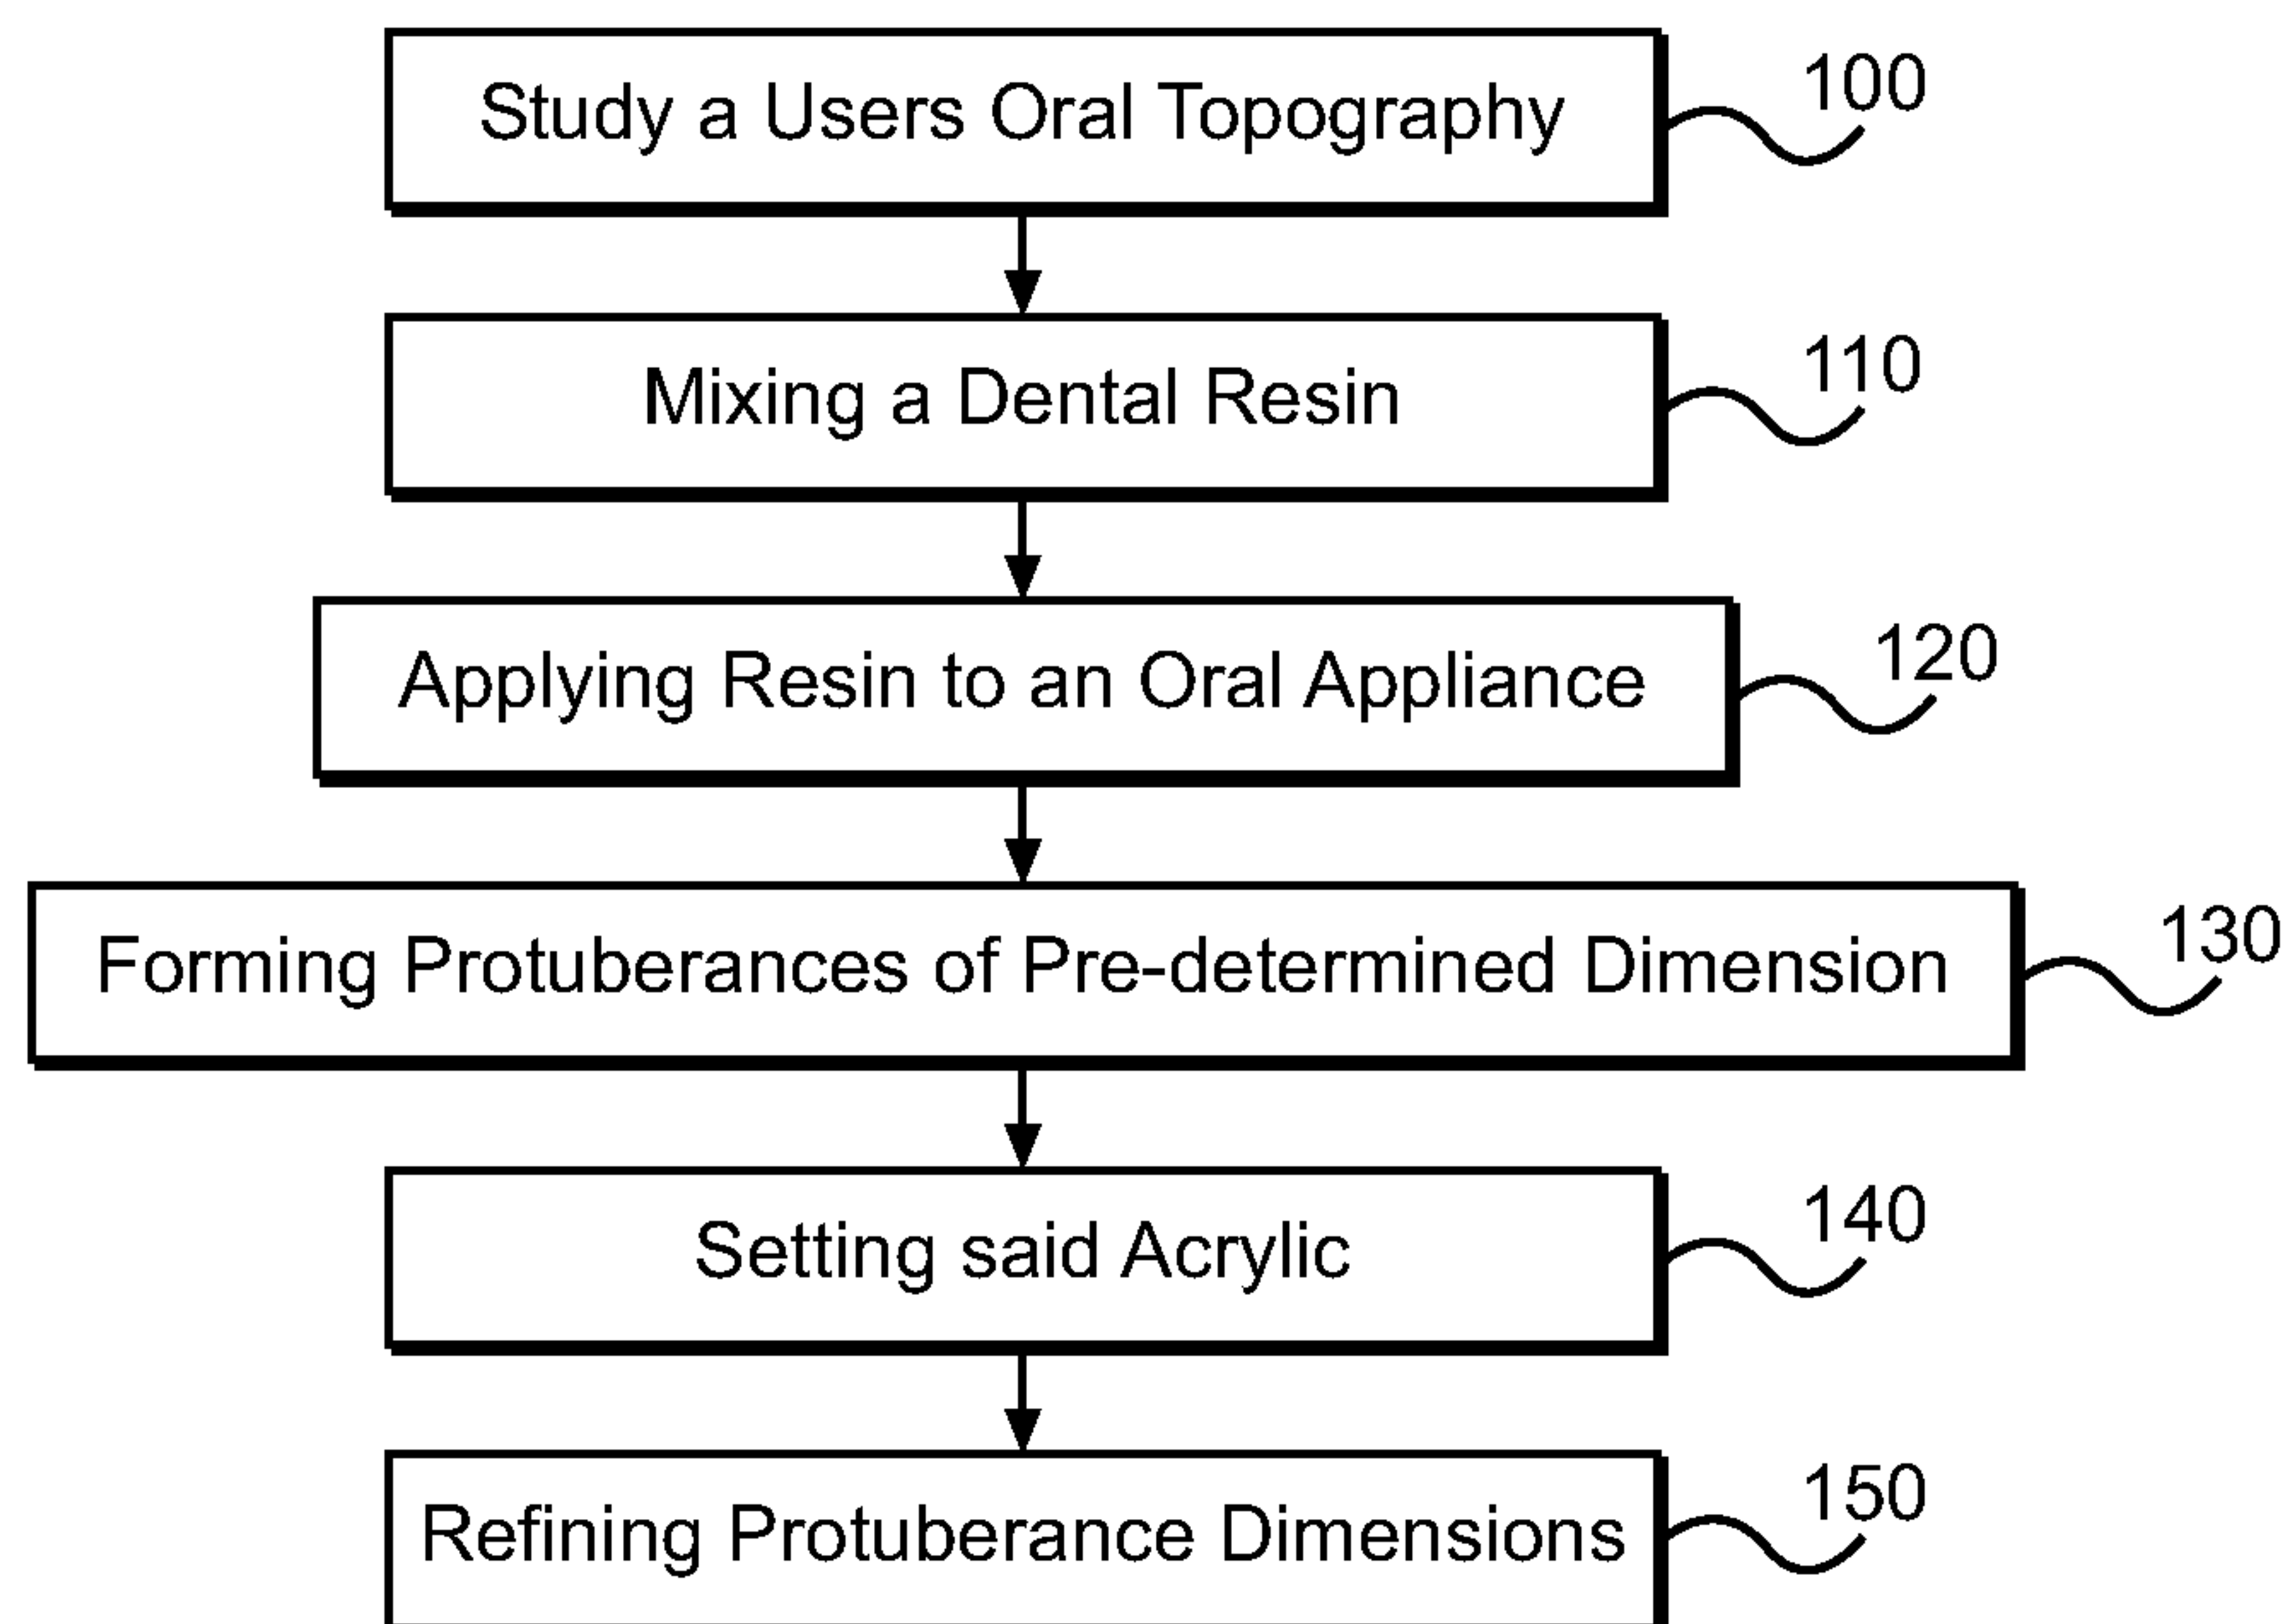 Study a Users Oral Topography
100
Mixing a Dental Resin
110
Applying Resin to an Oral Appliance
120
Forming Protuberances of Pre-determined Dimension
130
Setting said Acrylic
140
Refining Protuberance Dimensions
150